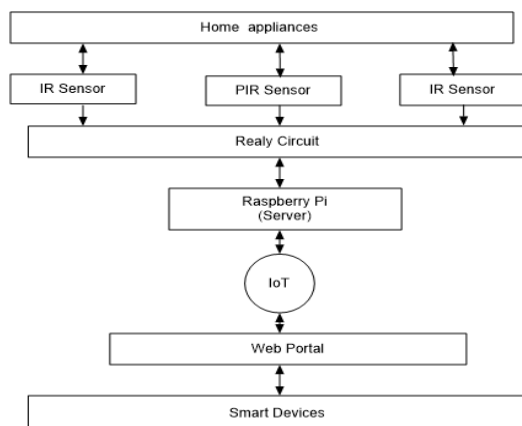 Home appliances
IR Sensor
PIR Sensor
IR Sensor
Realy Circuit
Raspberry Pi
(Server)
IoT
Web Portal
Smart Devices